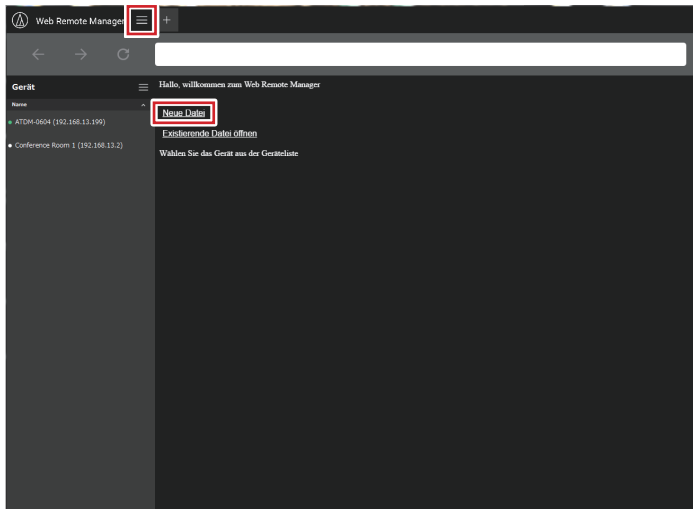 Web Remote Manager
Gerät
Name
ATDM-0604 (192.168.13.199)
Conference Room 1 (192.168.13.2)
Hallo, willkommen zum Web Remote Manager
Neue Datei
Existierende Datei öffnen
Wählen Sie das Gerät aus der Geräteliste